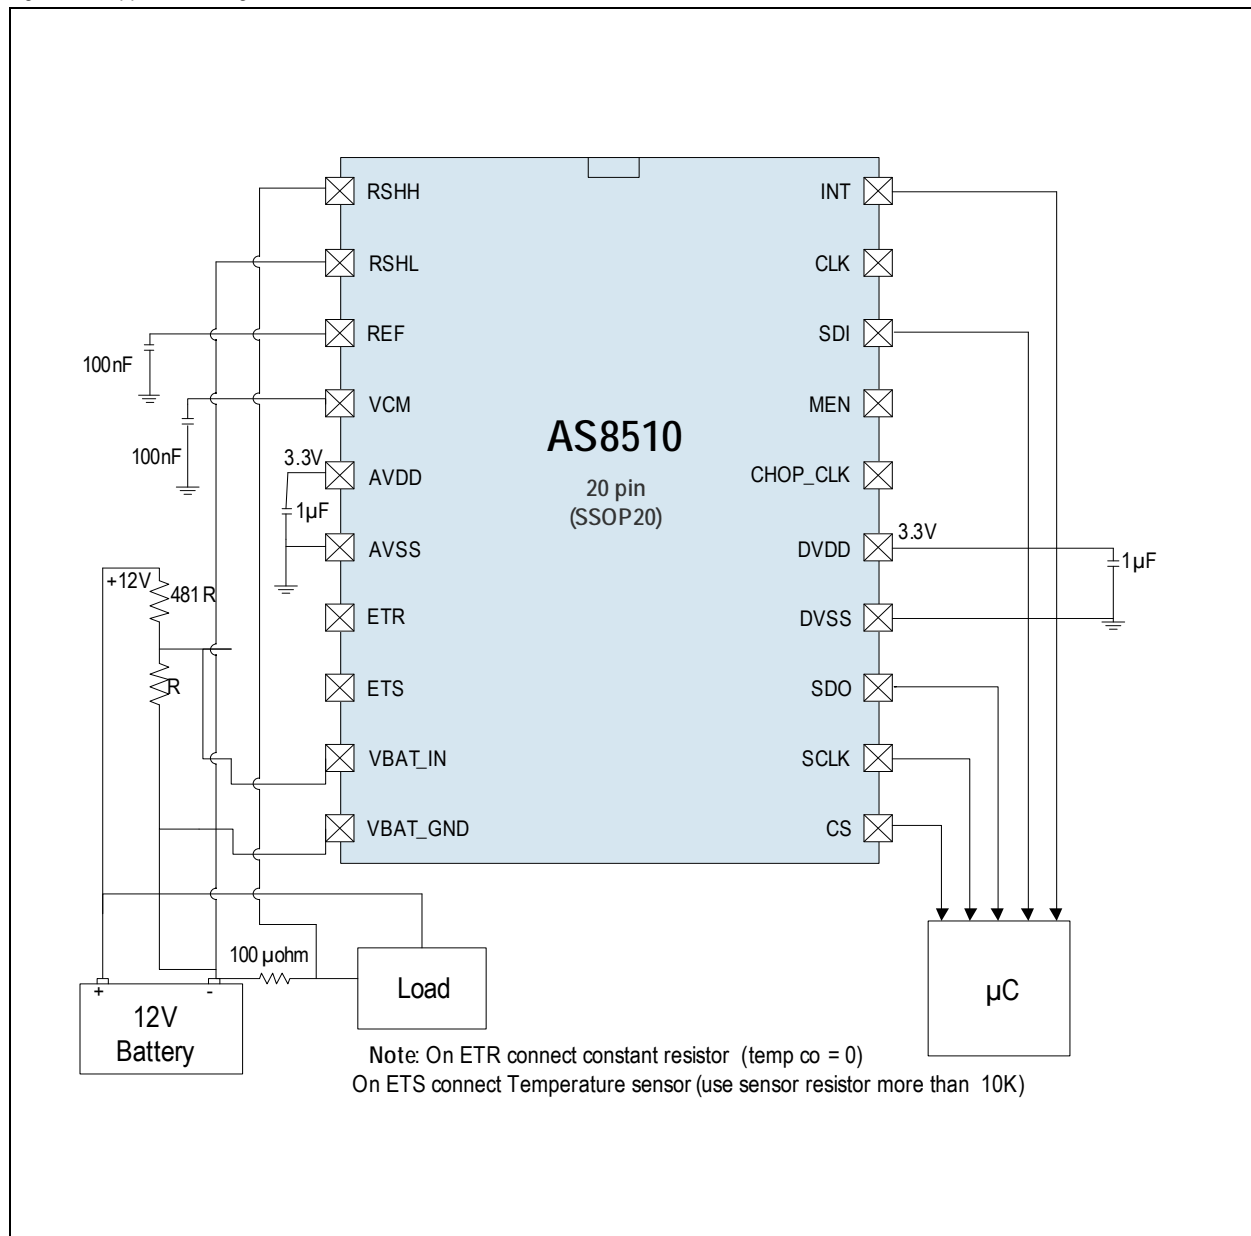 RSHH
INT
RSHL
CLK
REF
SDI
100nF
VCM
MEN
100nF
AS8510
20 pin
(SSOP20)
3.3V
AVDD
CHOP_CLK
1µF
AVSS
DVDD
3.3V
1µF
+12V
481R
ETR
DVSS
R
ETS
SDO
VBAT_IN
SCLK
VBAT_GND
CS
100 µohm
Load
+
-
12V
Battery
µC
Note: On ETR connect constant resistor (temp co = 0)
On ETS connect Temperature sensor (use sensor resistor more than 10K)